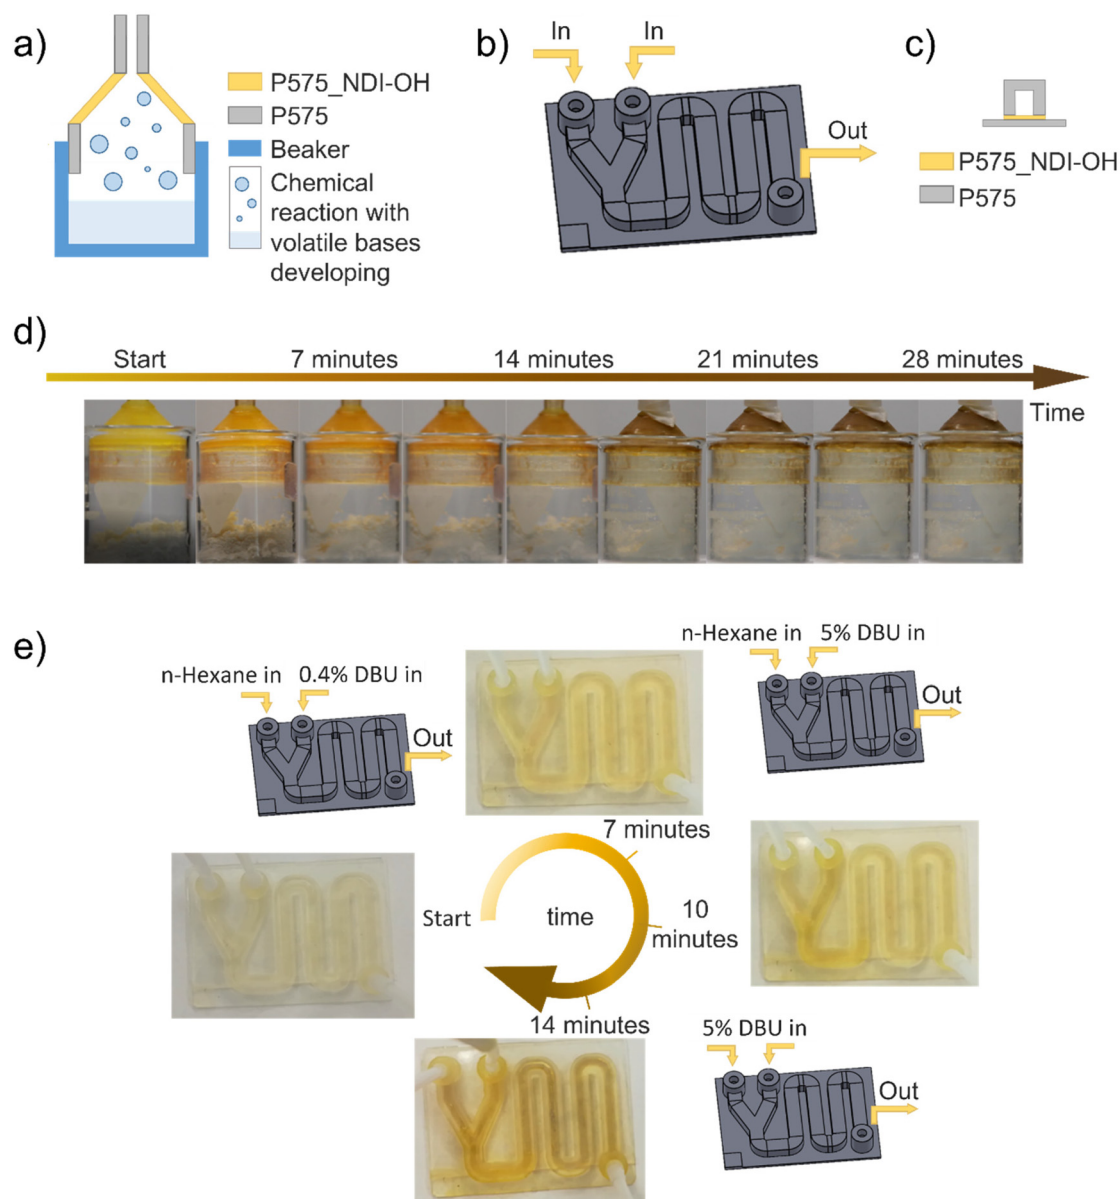 a)
P575_NDI-OH
P575
Beaker
Chemical
reaction with
volatile bases
developing
b)
In
In
Out
c)
P575_NDI-OH
P575
d)
Start
7 minutes
14 minutes
21 minutes
28 minutes
Time
e)
n-Hexane in
0.4% DBU in
Out
n-Hexane in
5% DBU in
Out
7 minutes
Start
time
10
minutes
14 minutes
5% DBU in
Out